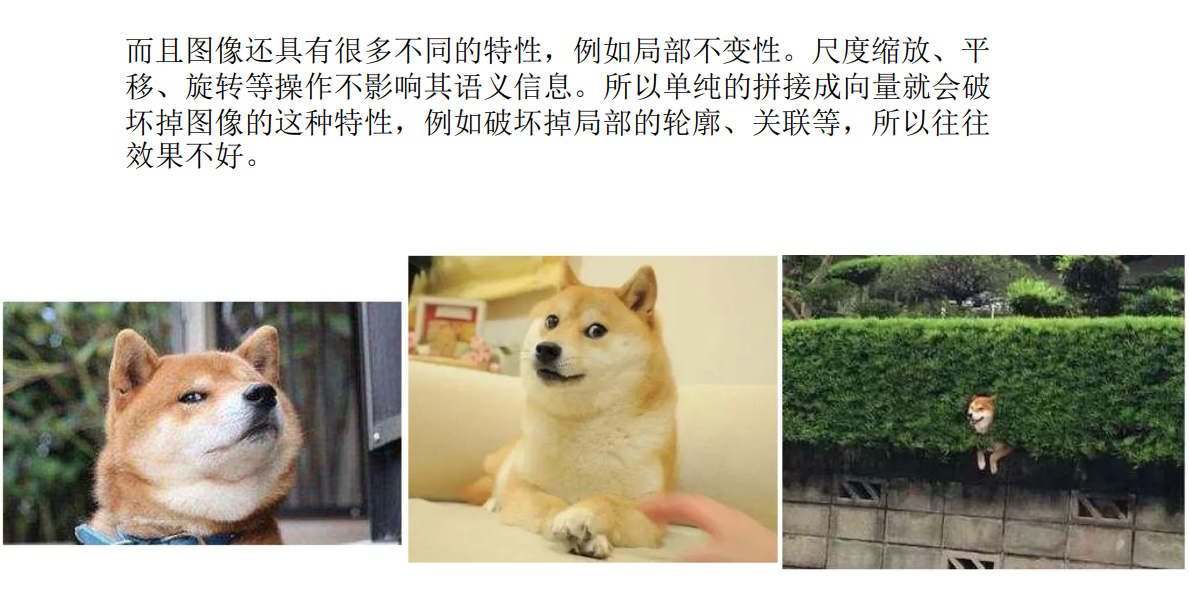 而且图像还具有很多不同的特性，例如局部不变性。尺度缩放、平
移、旋转等操作不影响其语义信息。所以单纯的拼接成向量就会破
坏掉图像的这种特性，例如破坏掉局部的轮廓、关联等，所以往往
效果不好。